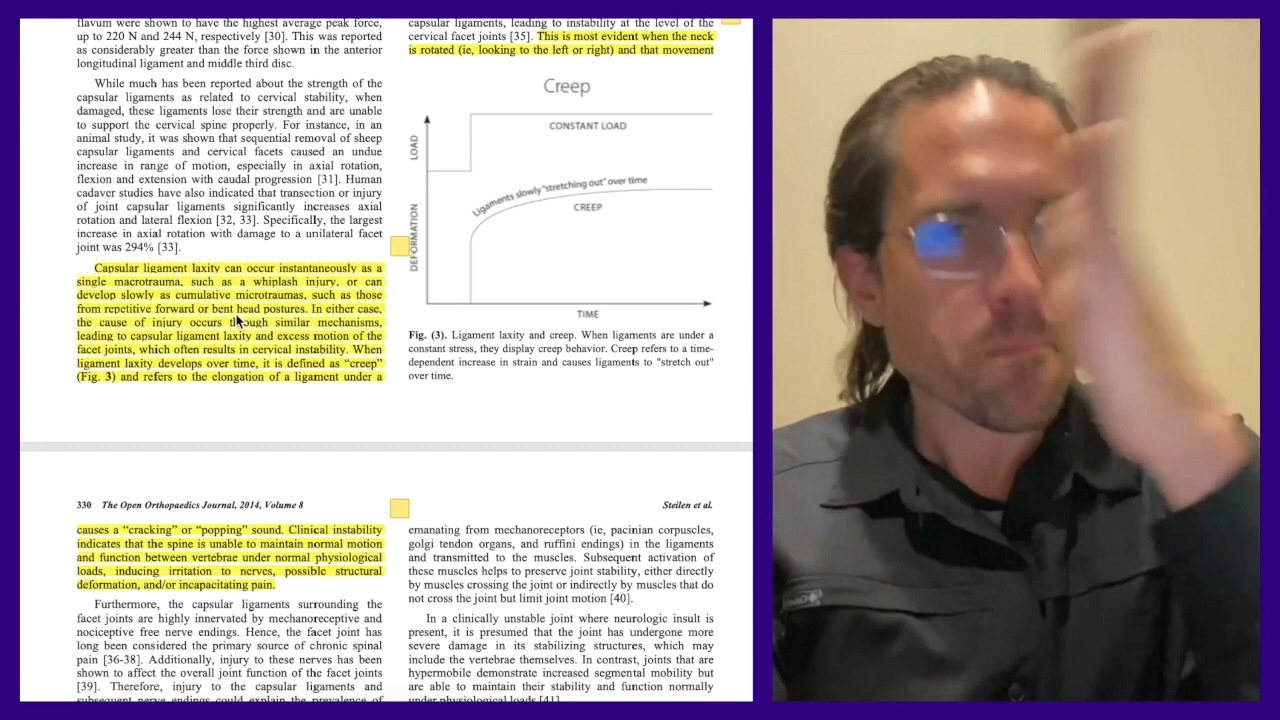 flavum were shown to have the highest average peak force,
up to 220 N and 244 N, respectively [30]. This was reported
as considerably greater than the force shown in the anterior
longitudinal ligament and middle third disc.
While much has been reported about the strength of the
capsular ligaments as related to cervical stability, when
damaged, these ligaments lose their strength and are unable
to support the cervical spine properly. For instance, in an
animal study, it was shown that sequential removal of sheep
capsular ligaments and cervical facets caused an undue
increase in range of motion, especially in axial rotation,
flexion and extension with caudal progression [31]. Human
cadaver studies have also indicated that transection or injury
of joint capsular ligaments significantly increases axial
rotation and lateral flexion [32, 33]. Specifically, the largest
increase in axial rotation with damage to a unilateral facet
joint was 294% [33].
Capsular ligament laxity can occur instantaneously as a
single macrotrauma, such as a whiplash injury, or can
develop slowly as cumulative microtraumas, such as those
from repetitive forward or bent head postures. In either case,
the cause of injury occurs through similar mechanisms,
leading to capsular ligament laxity and excess motion of the
facet joints, which often results in cervical instability. When
ligament laxity develops over time, it is defined as “creep”
(Fig. 3) and refers to the elongation of a ligament under a
capsular ligaments, leading to instability at the level of the
cervical facet joints [35]. This is most evident when the neck
is rotated (ie, looking to the left or right) and that movement
Creep
LOAD
CONSTANT LOAD
Ligaments slowly "stretching out" over time
CREEP
DEFORMATION
TIME
Fig. (3). Ligament laxity and creep. When ligaments are under a
constant stress, they display creep behavior. Creep refers to a time-
dependent increase in strain and causes ligaments to "stretch out"
over time.
330 The Open Orthopaedics Journal, 2014, Volume 8
Steilen et al.
causes a “cracking” or “popping” sound. Clinical instability
indicates that the spine is unable to maintain normal motion
and function between vertebrae under normal physiological
loads, inducing irritation to nerves, possible structural
deformation, and/or incapacitating pain.
Furthermore, the capsular ligaments surrounding the
facet joints are highly innervated by mechanoreceptive and
nociceptive free nerve endings. Hence, the facet joint has
long been considered the primary source of chronic spinal
pain [36-38]. Additionally, injury to these nerves has been
shown to affect the overall joint function of the facet joints
[39]. Therefore, injury to the capsular ligaments and
subsequent nerve endings could explain the prevalence of
emanating from mechanoreceptors (ie, pacinian corpuscles,
golgi tendon organs, and ruffini endings) in the ligaments
and transmitted to the muscles. Subsequent activation of
these muscles helps to preserve joint stability, either directly
by muscles crossing the joint or indirectly by muscles that do
not cross the joint but limit joint motion [40].
In a clinically unstable joint where neurologic insult is
present, it is presumed that the joint has undergone more
severe damage in its stabilizing structures, which may
include the vertebrae themselves. In contrast, joints that are
hypermobile demonstrate increased segmental mobility but
are able to maintain their stability and function normally
under physiological loads [41].